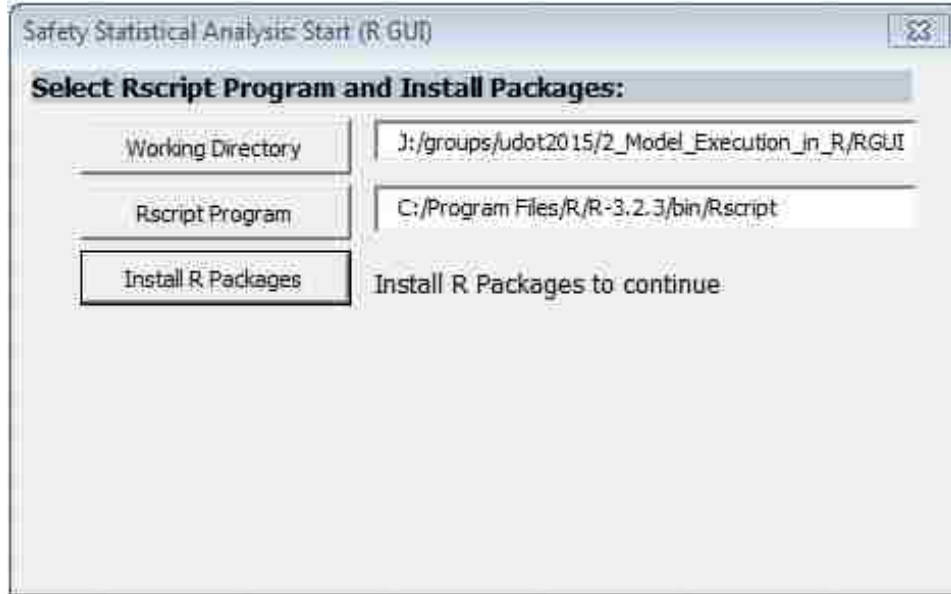 Safety Statistical Analysis: Start (R GUI)
Select Rscript Program and Install Packages:
Working Directory
J:/groups/udot2015/2_Model_Execution_in_R/RGUI
Rscript Program
C:/Program Files/R/R-3.2.3/bin/Rscript
Install R Packages
Install R Packages to continue